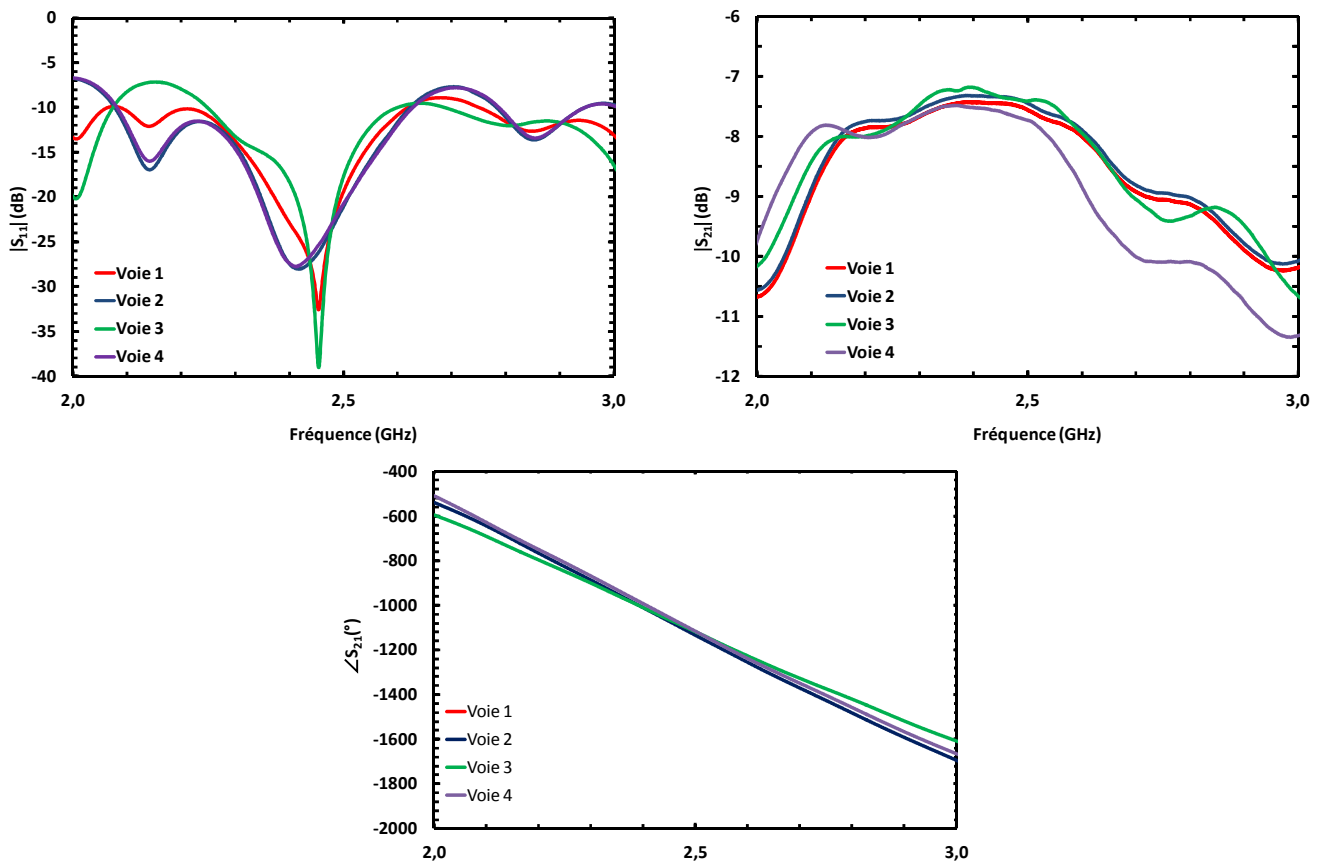 0
-5
-10
-15
-20
-25
-30
-35
-40
|S₁₁| (dB)
Voie 1
Voie 2
Voie 3
Voie 4
2,0
2,5
3,0
Fréquence (GHz)
-6
-7
-8
-9
-10
-11
-12
|S₂₁| (dB)
Voie 1
Voie 2
Voie 3
Voie 4
2,0
2,5
3,0
Fréquence (GHz)
-400
-600
-800
-1000
-1200
-1400
-1600
-1800
-2000
∠S₂₁(°)
Voie 1
Voie 2
Voie 3
Voie 4
2,0
2,5
3,0